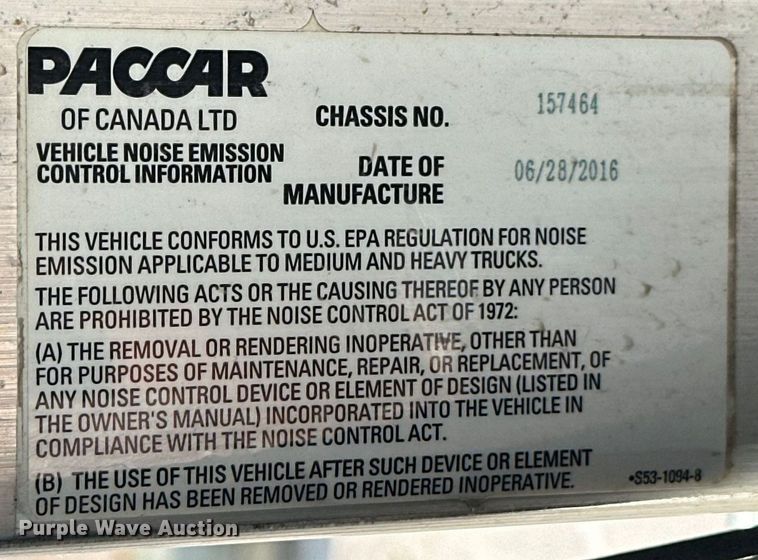 PACCAR
OF CANADA LTD
CHASSIS NO. 157464
VEHICLE NOISE EMISSION
CONTROL INFORMATION
DATE OF
MANUFACTURE
06/28/2016
THIS VEHICLE CONFORMS TO U.S. EPA REGULATION FOR NOISE
EMISSION APPLICABLE TO MEDIUM AND HEAVY TRUCKS.
THE FOLLOWING ACTS OR THE CAUSING THEREOF BY ANY PERSON
ARE PROHIBITED BY THE NOISE CONTROL ACT OF 1972:
(A) THE REMOVAL OR RENDERING INOPERATIVE, OTHER THAN
FOR PURPOSES OF MAINTENANCE, REPAIR, OR REPLACEMENT, OF
ANY NOISE CONTROL DEVICE OR ELEMENT OF DESIGN (LISTED IN
THE OWNER'S MANUAL) INCORPORATED INTO THE VEHICLE IN
COMPLIANCE WITH THE NOISE CONTROL ACT.
(B) THE USE OF THIS VEHICLE AFTER SUCH DEVICE OR ELEMENT
OF DESIGN HAS BEEN REMOVED OR RENDERED INOPERATIVE.
•S53-1094-8
Purple Wave Auction